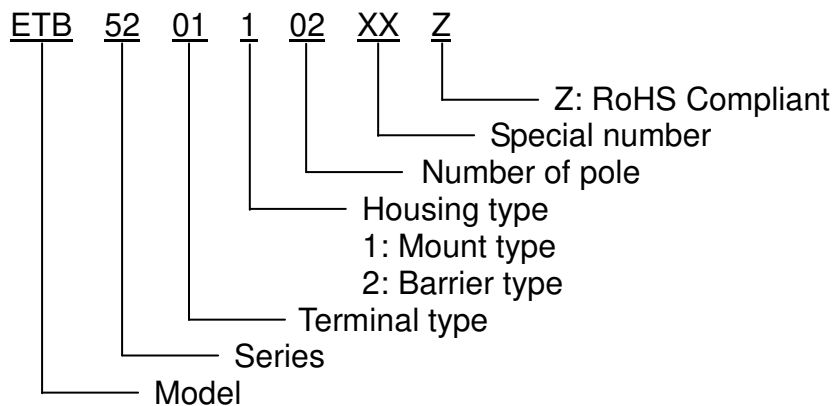 ETB 52 01 1 02 XX Z
Z: RoHS Compliant
Special number
Number of pole
Housing type
1: Mount type
2: Barrier type
Terminal type
Series
Model